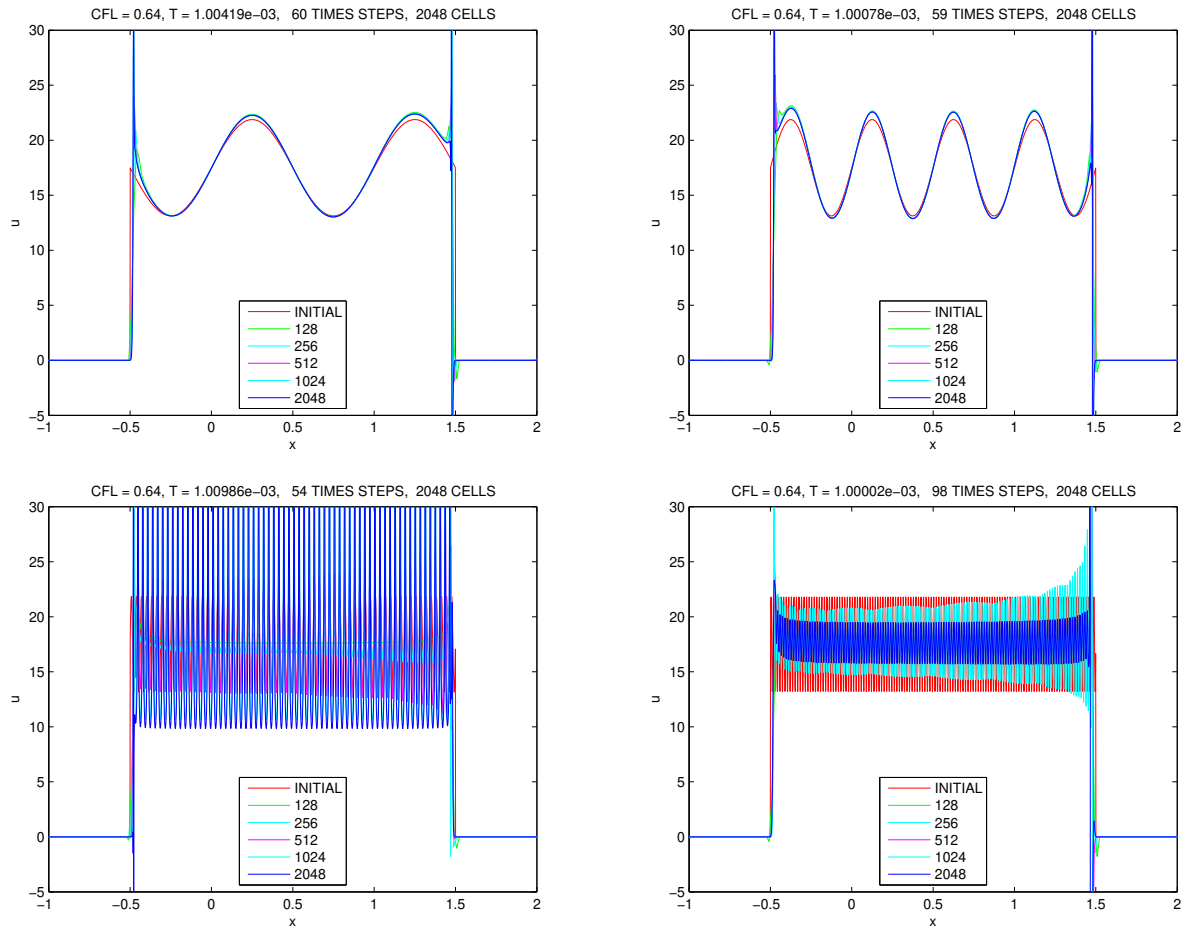 CFL = 0.64, T = 1.00419e−03, 60 TIMES STEPS, 2048 CELLS
30
25
20
15
10
5
0
−5
u
INITIAL
128
256
512
1024
2048
−1 −0.5 0 0.5 1 1.5 2
x
CFL = 0.64, T = 1.00078e−03, 59 TIMES STEPS, 2048 CELLS
30
25
20
15
10
5
0
−5
u
INITIAL
128
256
512
1024
2048
−1 −0.5 0 0.5 1 1.5 2
x
CFL = 0.64, T = 1.00986e−03, 54 TIMES STEPS, 2048 CELLS
30
25
20
15
10
5
0
−5
u
INITIAL
128
256
512
1024
2048
−1 −0.5 0 0.5 1 1.5 2
x
CFL = 0.64, T = 1.00002e−03, 98 TIMES STEPS, 2048 CELLS
30
25
20
15
10
5
0
−5
u
INITIAL
128
256
512
1024
2048
−1 −0.5 0 0.5 1 1.5 2
x